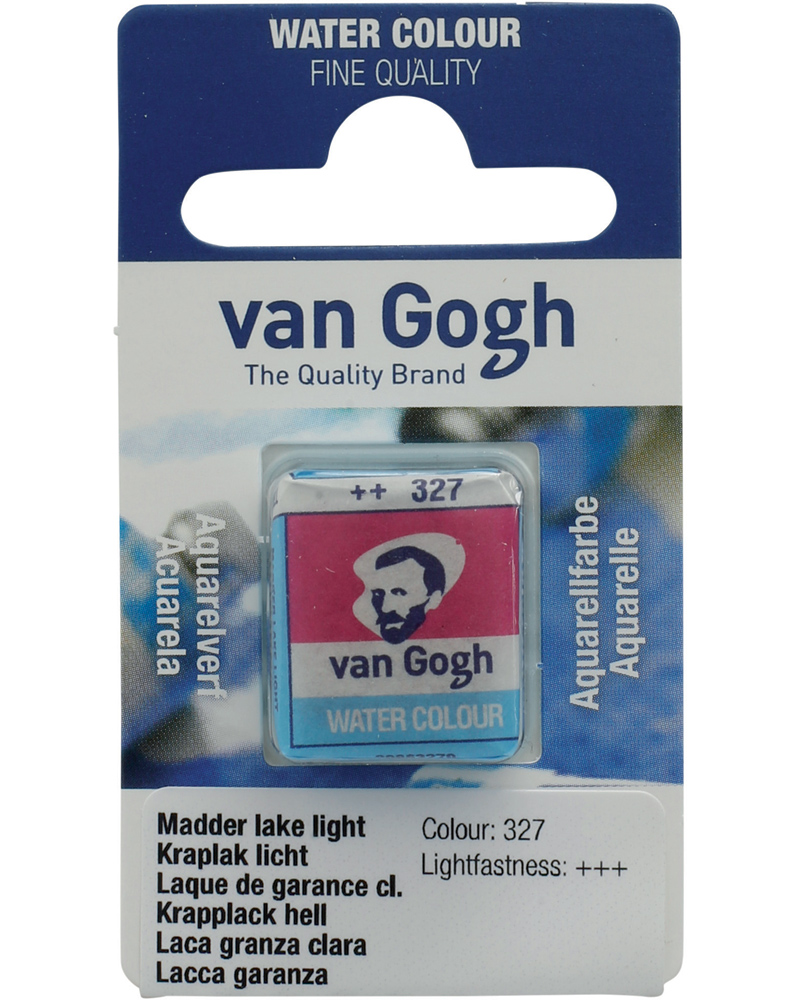 WATER COLOUR
FINE QUALITY
van Gogh
The Quality Brand
++ 327
van Gogh
WATER COLOUR
Aquarelverf
Acuarela
Aquarellfarbe
Aquarelle
Madder lake light
Kraplak licht
Laque de garance cl.
Krapplack hell
Laca granza clara
Lacca garanza
Colour: 327
Lightfastness: +++